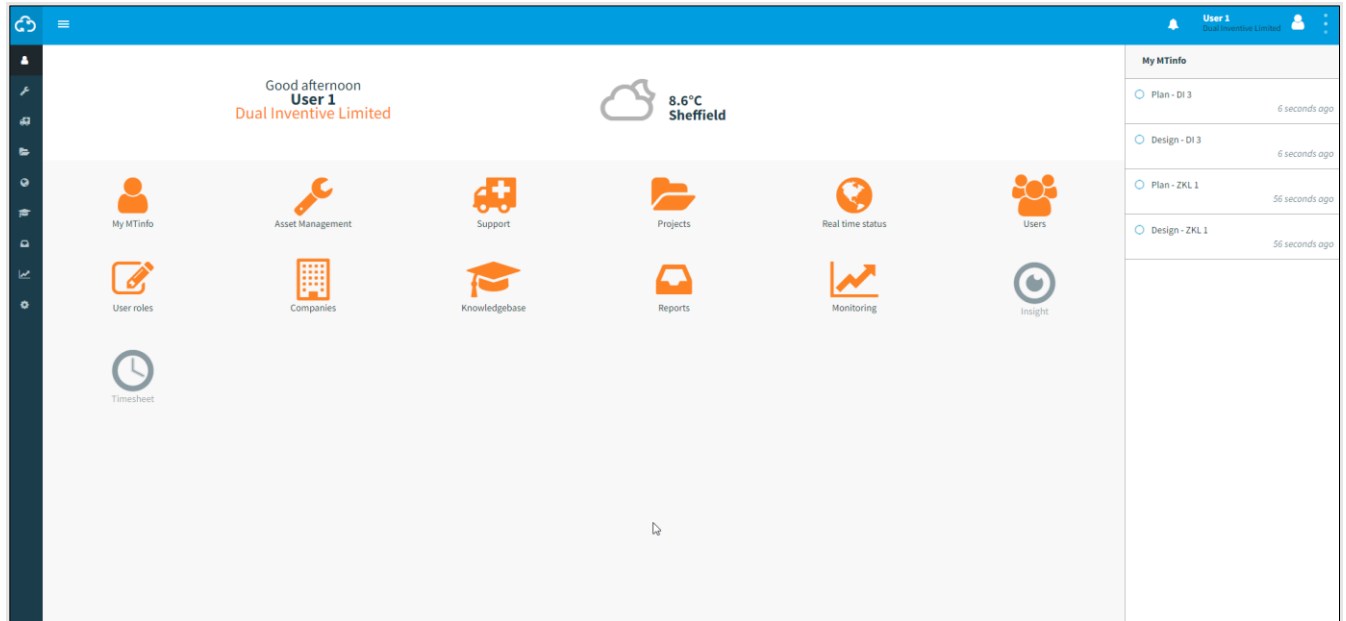 User 1
Dual Inventive Limited
Good afternoon
User 1
Dual Inventive Limited
8.6°C
Sheffield
My MTinfo
Asset Management
Support
Projects
Real time status
Users
User roles
Companies
Knowledgebase
Reports
Monitoring
Insight
Timesheet
My MTinfo
Plan - DI 3
6 seconds ago
Design - DI 3
6 seconds ago
Plan - ZKL 1
56 seconds ago
Design - ZKL 1
56 seconds ago